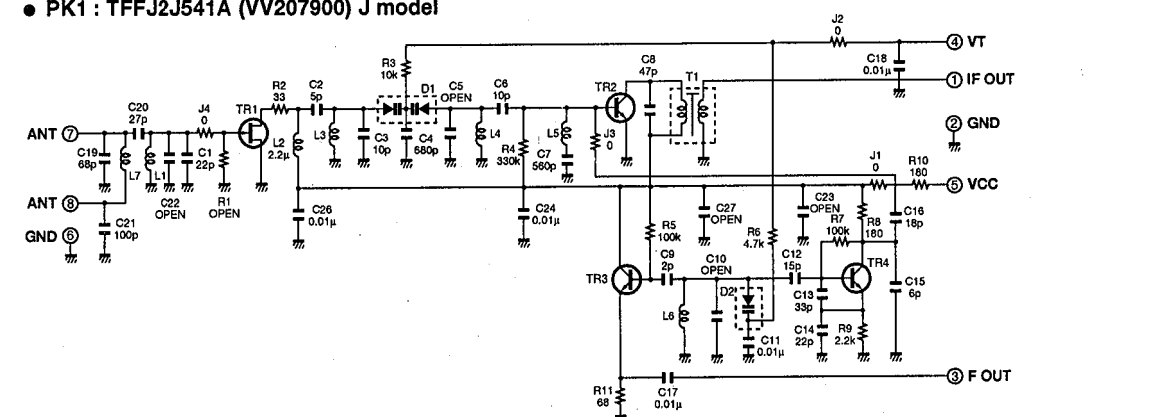 ● PK1 : TFFJ2J541A (VV207900) J model
J2
0
④ VT
R3
10k
C8
47p
C18
0.01μ
T1
① IF OUT
R2
33
C2
5p
D1
C5
OPEN
C6
10p
TR2
TR1
C20
27p
J4
0
② GND
ANT ⑦
L3
C3
10p
C4
680p
L4
L5
J3
0
L2
2.2μ
R4
330k
C19
68p
C1
22p
C7
560p
J1
0
R10
180
L7
L1
⑤ VCC
C22
OPEN
R1
OPEN
ANT ⑧
C26
0.01μ
C24
0.01μ
C27
OPEN
C23
OPEN
R7
100k
R8
180
C16
18p
C21
100p
GND ⑥
R5
100k
R6
4.7k
C9
2p
C10
OPEN
C12
15p
TR4
TR3
D2
C13
33p
C15
6p
L6
C14
22p
R9
2.2k
C11
0.01μ
③ F OUT
R11
68
C17
0.01μ